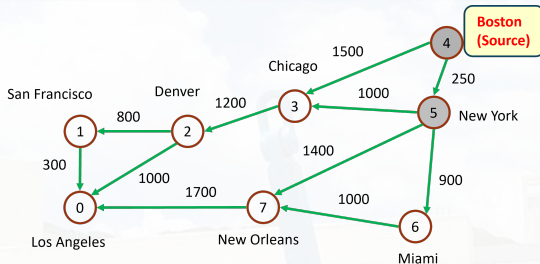 Boston
(Source)
4
1500
250
Chicago
San Francisco
Denver
3
1000
5
New York
1200
800
1
2
300
1000
1400
900
0
1700
7
1000
6
Los Angeles
New Orleans
Miami